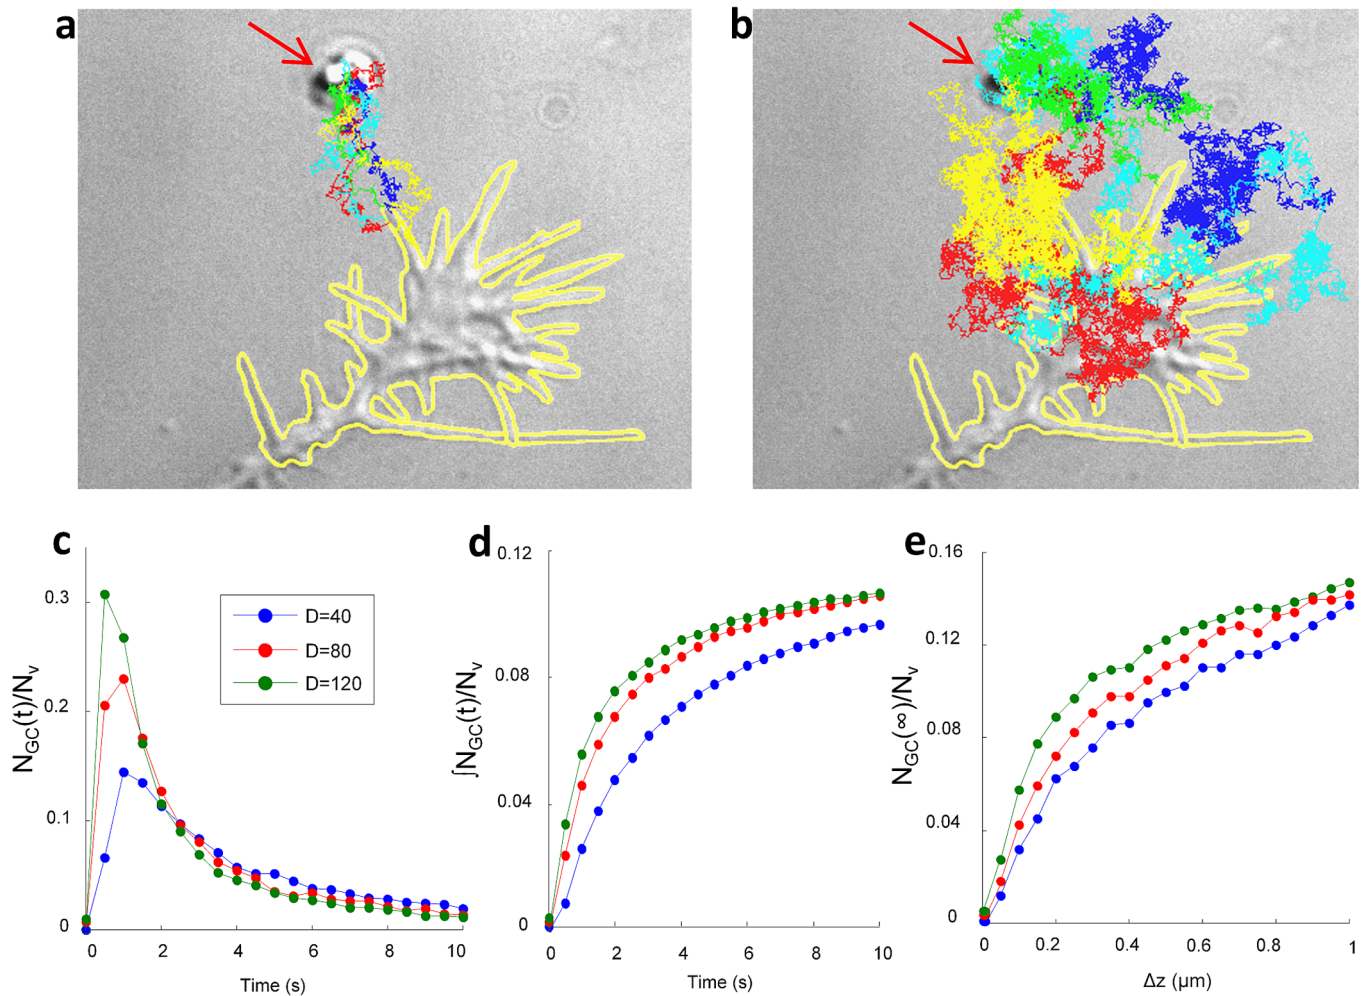 a
b
c
N_GC(t)/N_v
0.3
0.2
0.1
0
D=40
D=80
D=120
0 2 4 6 8 10
Time (s)
d
∫N_GC(t)/N_v
0.12
0.08
0.04
0
0 2 4 6 8 10
Time (s)
e
N_GC(∞)/N_v
0.16
0.12
0.08
0.04
0
0 0.2 0.4 0.6 0.8 1
Δz (µm)